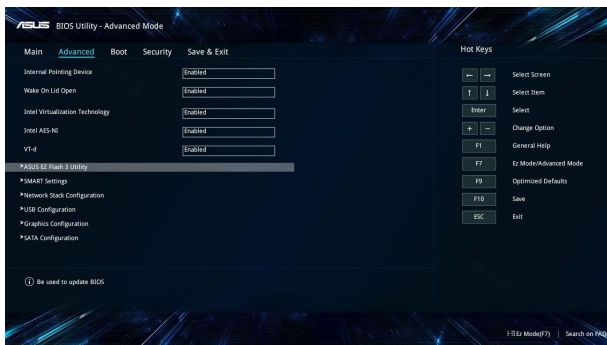 ASUS BIOS Utility - Advanced Mode
Main Advanced Boot Security Save & Exit
Hot Keys
Internal Pointing Device Enabled
Wake On Lid Open Enabled
Intel Virtualization Technology Enabled
Intel AES-NI Enabled
VT-d Enabled
ASUS EZ Flash 3 Utility
SMART Settings
Network Stack Configuration
USB Configuration
Graphics Configuration
SATA Configuration
← → Select Screen
↑ ↓ Select Item
Enter Select
+ − Change Option
F1 General Help
F7 Ez Mode/Advanced Mode
F9 Optimized Defaults
F10 Save
ESC Exit
Be used to update BIOS
Ez Mode(F7) | Search on FAQ